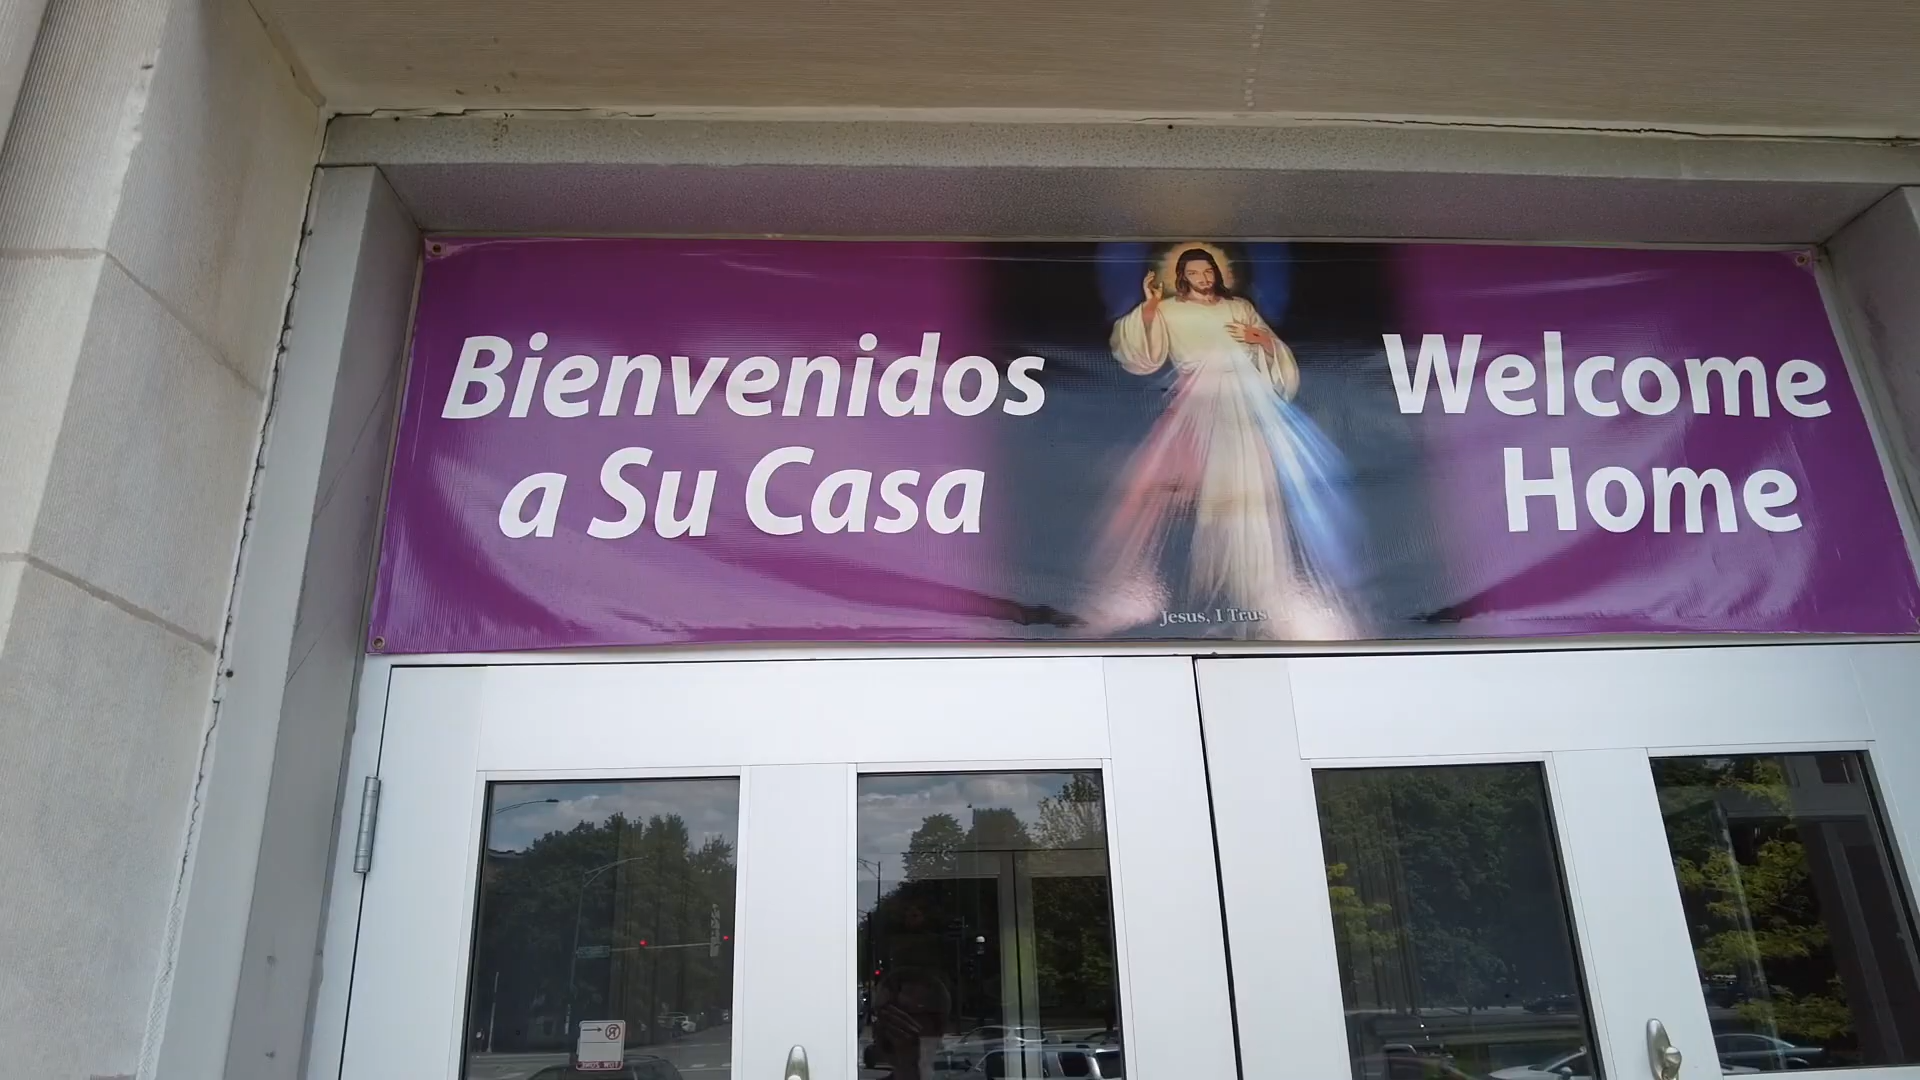 Bienvenidos
a Su Casa
Welcome
Home
Jesus, I Trust